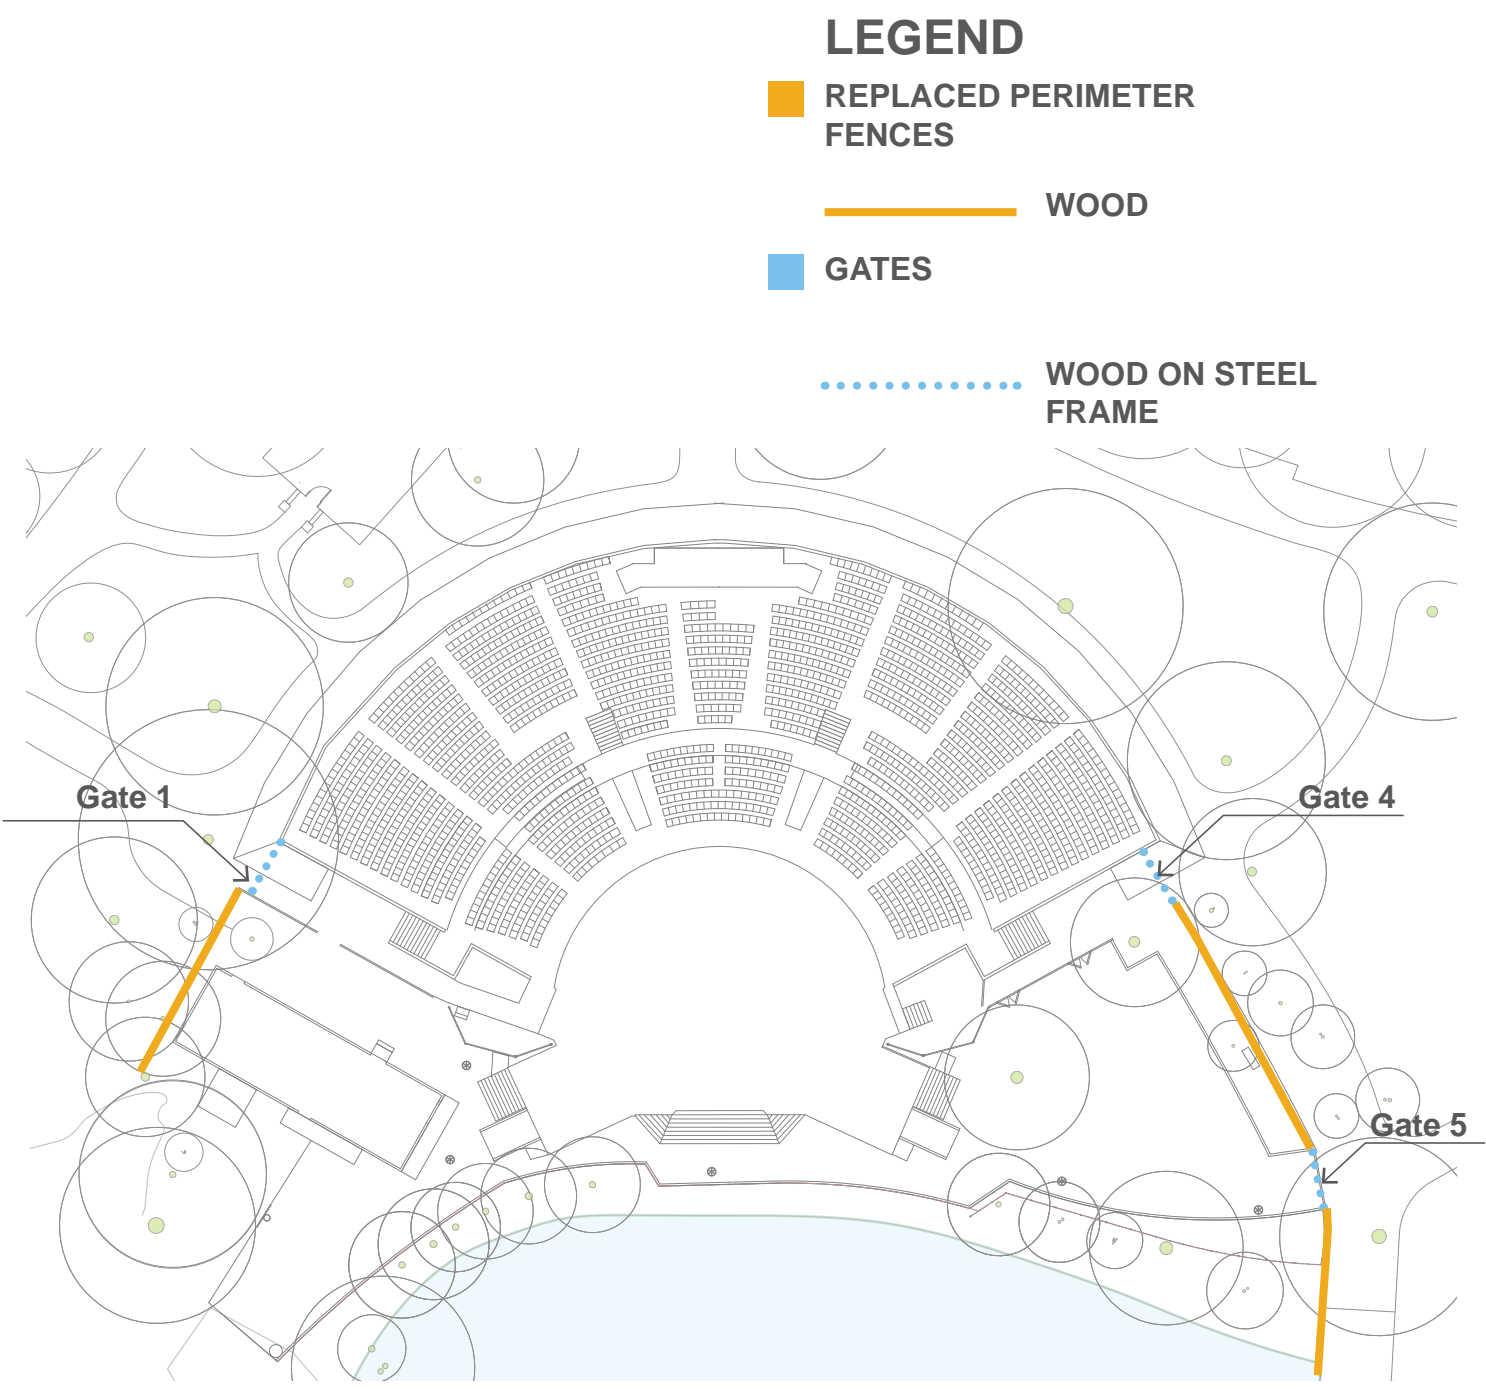 LEGEND
REPLACED PERIMETER
FENCES
WOOD
GATES
WOOD ON STEEL
FRAME
Gate 1
Gate 4
Gate 5